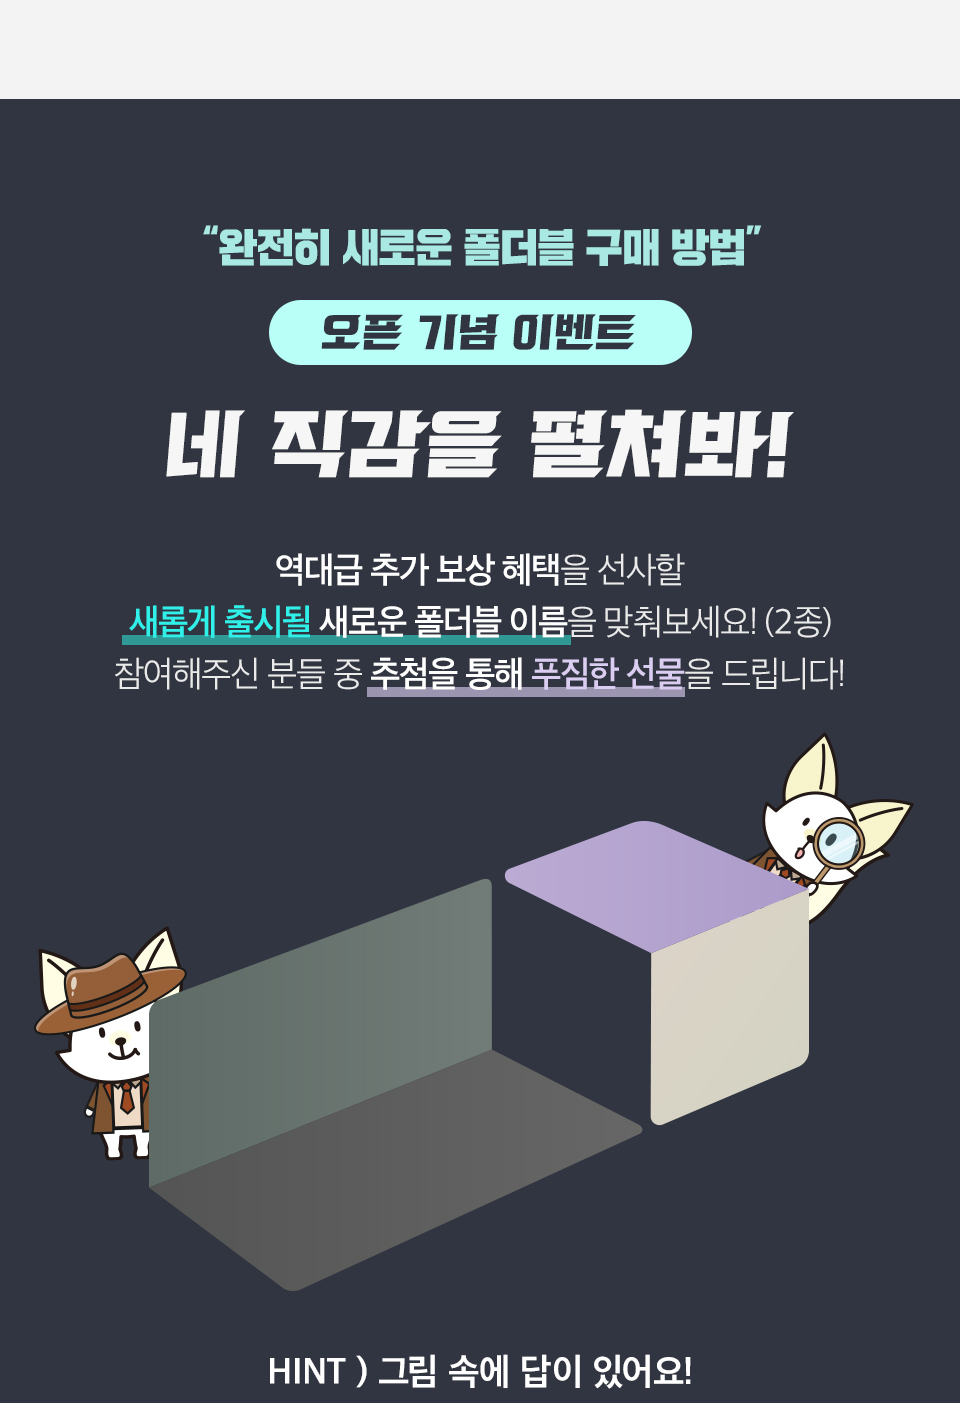 “완전히 새로운 폴더블 구매 방법”
오픈 기념 이벤트
네 직감을 펼쳐봐!
역대급 추가 보상 혜택을 선사할
새롭게 출시될 새로운 폴더블 이름을 맞춰보세요! (2종)
참여해주신 분들 중 추첨을 통해 푸짐한 선물을 드립니다!
HINT ) 그림 속에 답이 있어요!